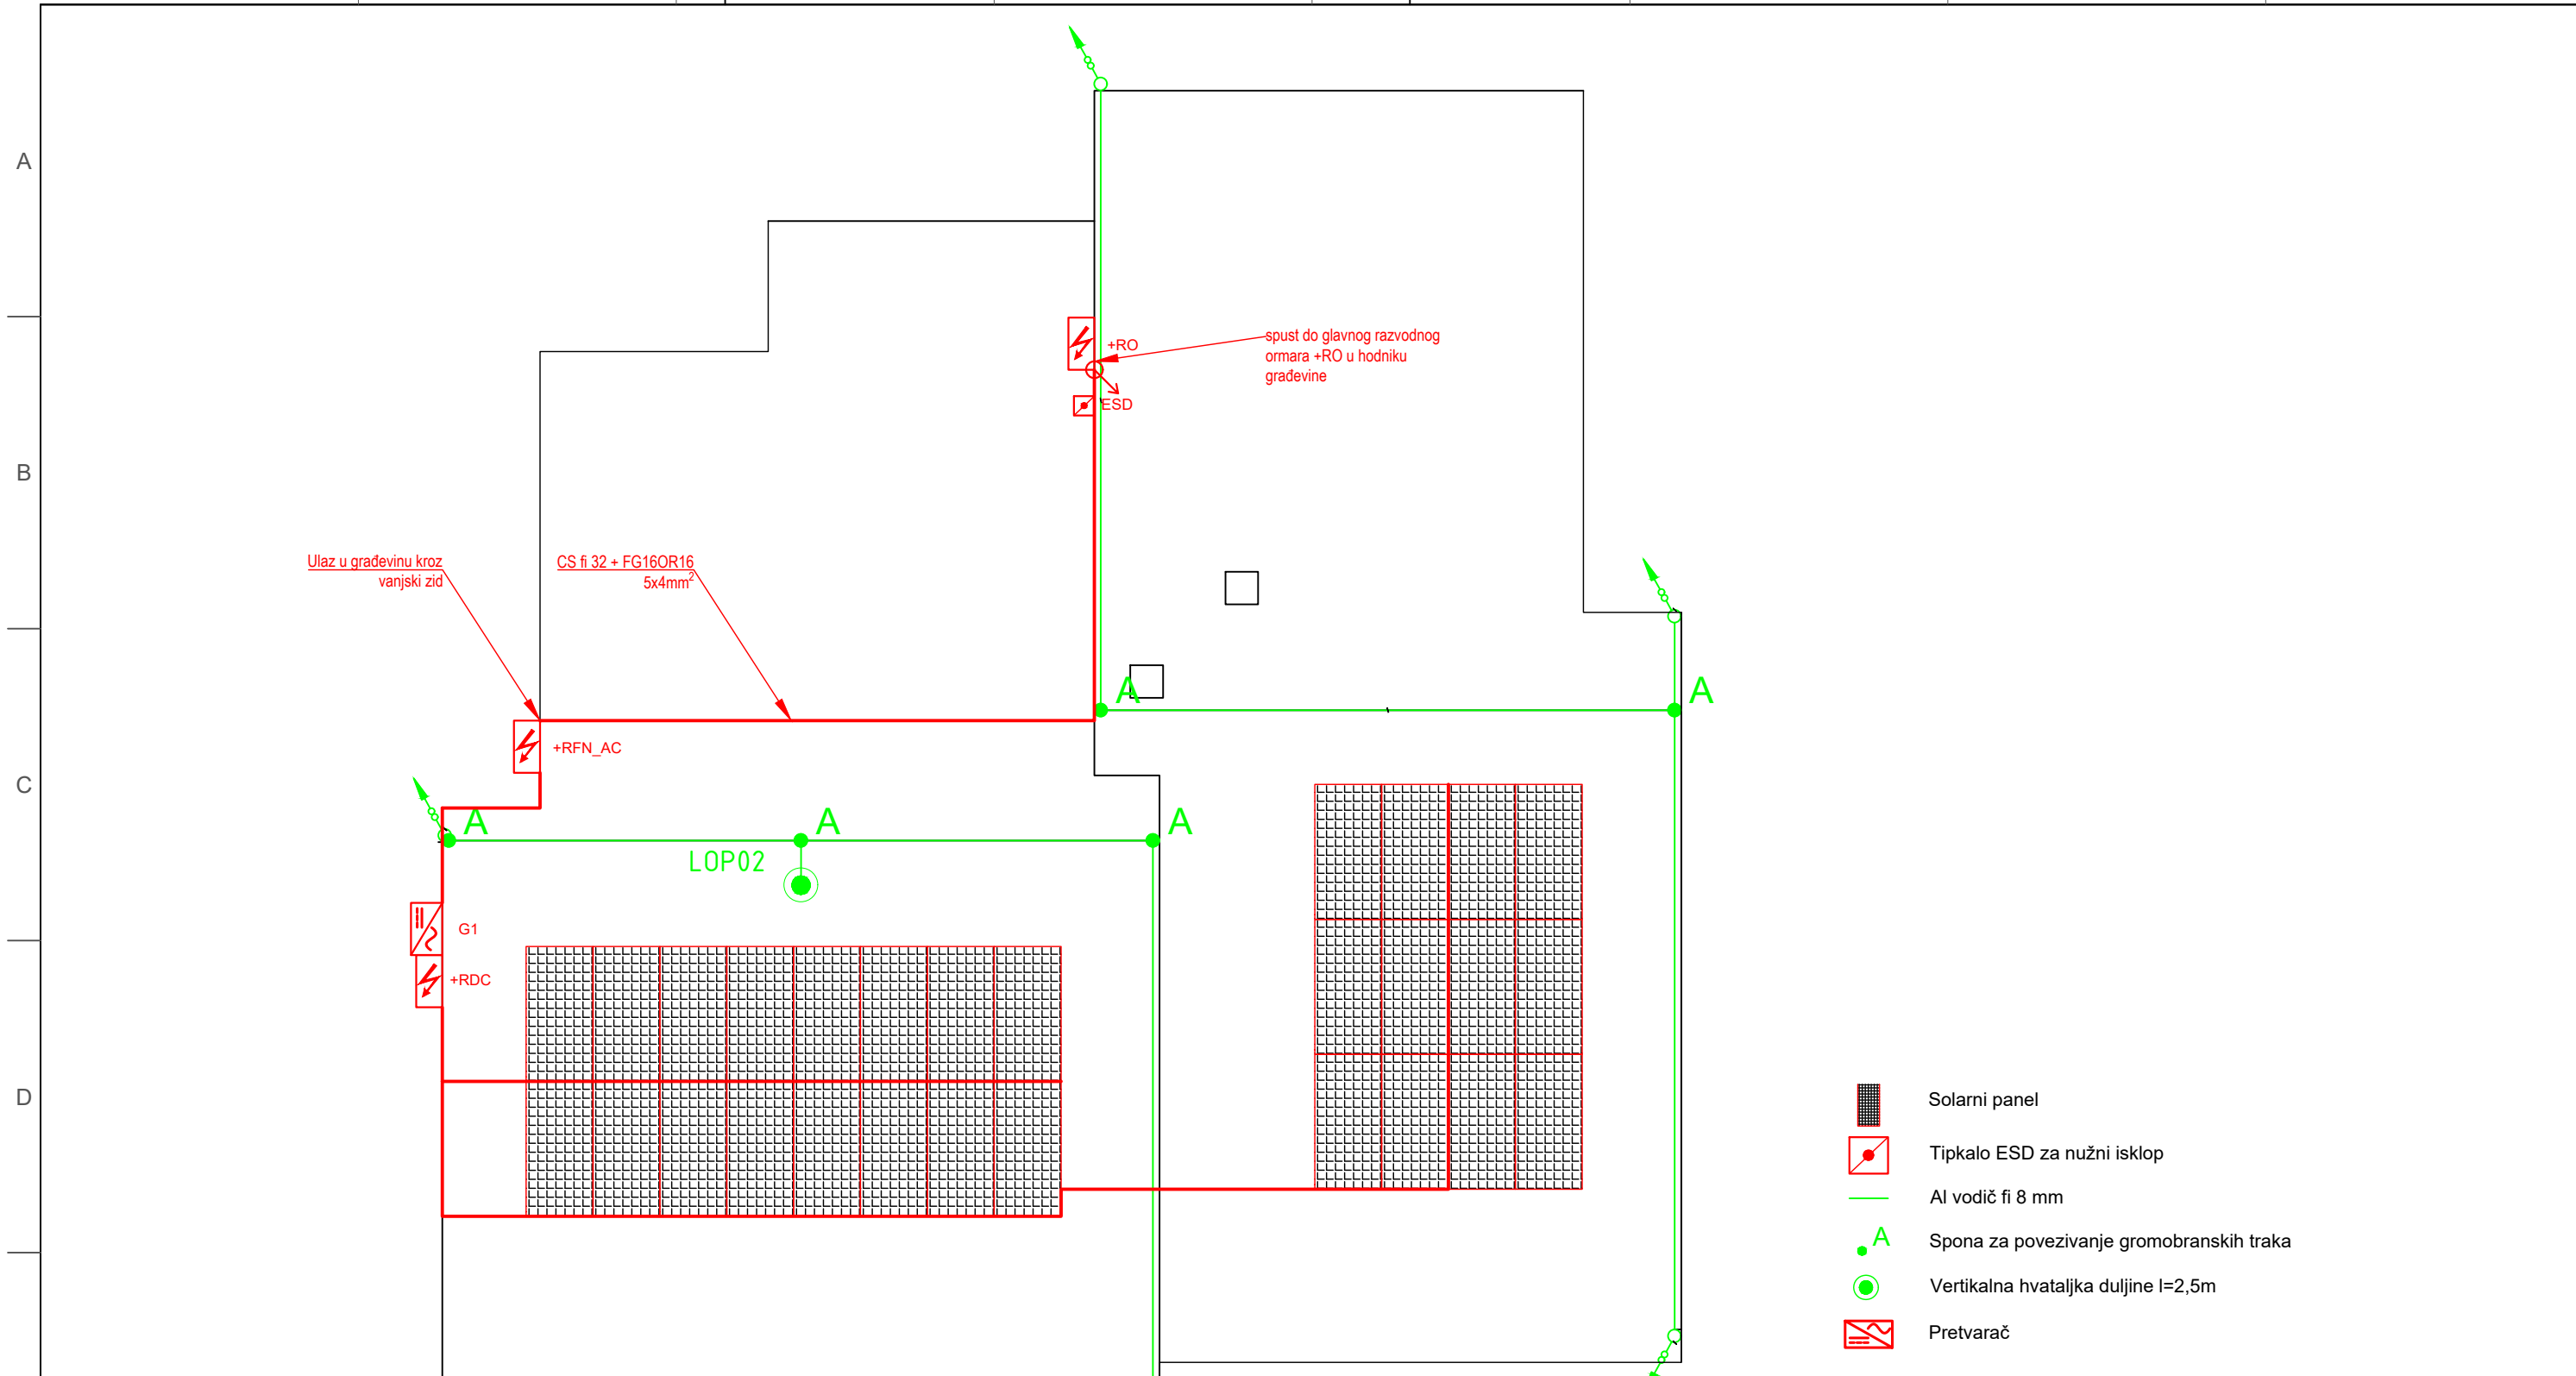 A
+RO
spust do glavnog razvodnog
ormara +RO u hodniku
građevine
ESD
B
Ulaz u građevinu kroz
vanjski zid
CS fi 32 + FG16OR16
5x4mm²
A
A
+RFN_AC
C
A
A
A
LOP02
G1
+RDC
D
Solarni panel
Tipkalo ESD za nužni isklop
Al vodič fi 8 mm
A
Spona za povezivanje gromobranskih traka
Vertikalna hvataljka duljine l=2,5m
Pretvarač